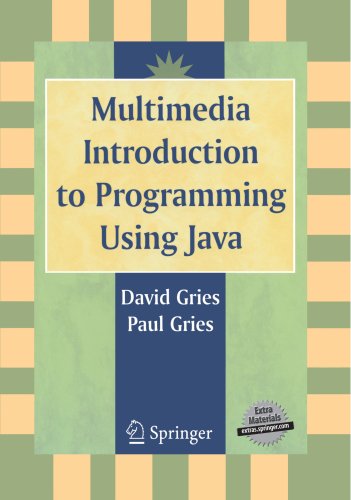 Multimedia
Introduction
to Programming
Using Java
David Gries
Paul Gries
Extra
Materials
extras.springer.com
Springer